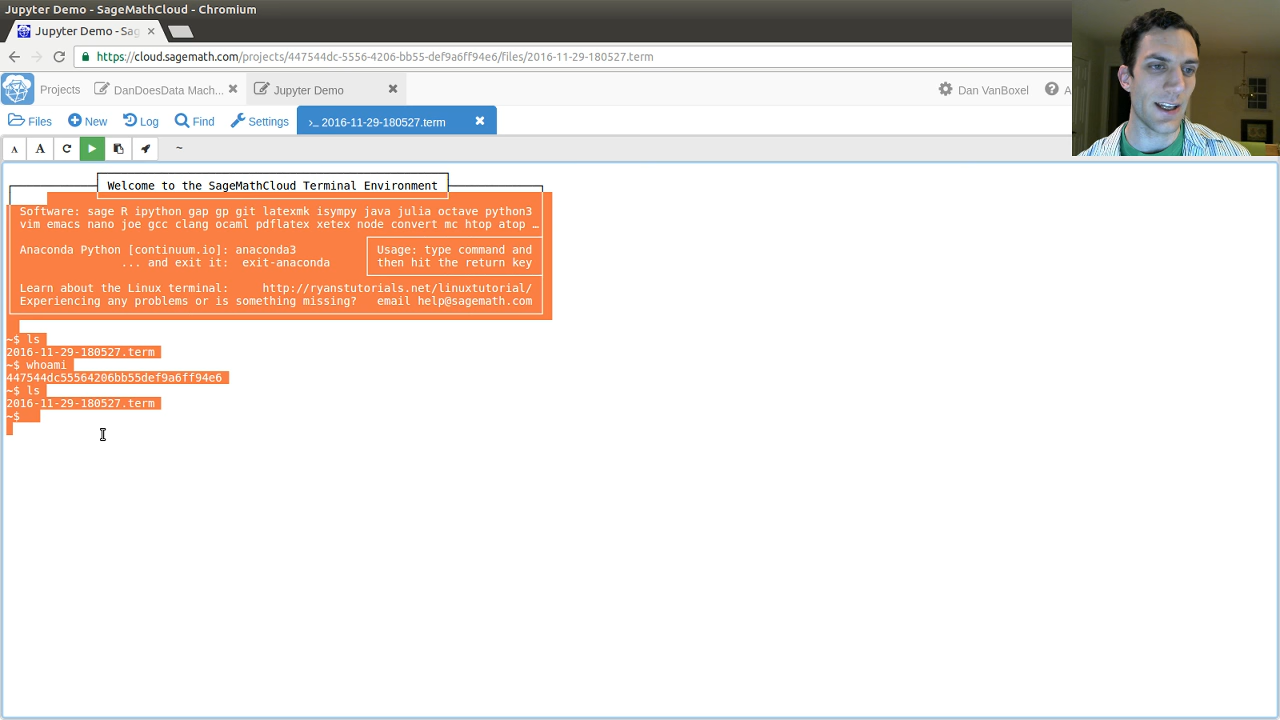 Jupyter Demo - SageMathCloud - Chromium
Jupyter Demo - Sag
https://cloud.sagemath.com/projects/447544dc-5556-4206-bb55-def9a6ff94e6/files/2016-11-29-180527.term
Projects DanDoesData Mach... Jupyter Demo Dan VanBoxel ? A
Files New Log Find Settings >_ 2016-11-29-180527.term
A A ~
Welcome to the SageMathCloud Terminal Environment
Software: sage R ipython gap gp git latexmk isympy java julia octave python3
vim emacs nano joe gcc clang ocaml pdflatex xetex node convert mc htop atop …
Anaconda Python [continuum.io]: anaconda3 Usage: type command and
... and exit it: exit-anaconda then hit the return key
Learn about the Linux terminal: http://ryanstutorials.net/linuxtutorial/
Experiencing any problems or is something missing? email help@sagemath.com
~$ ls
2016-11-29-180527.term
~$ whoami
447544dc55564206bb55def9a6ff94e6
~$ ls
2016-11-29-180527.term
~$